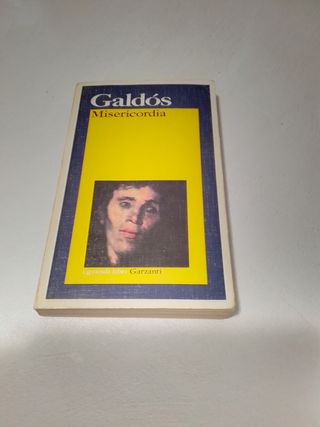 Galdós
Misericordia
i grandi libri Garzanti